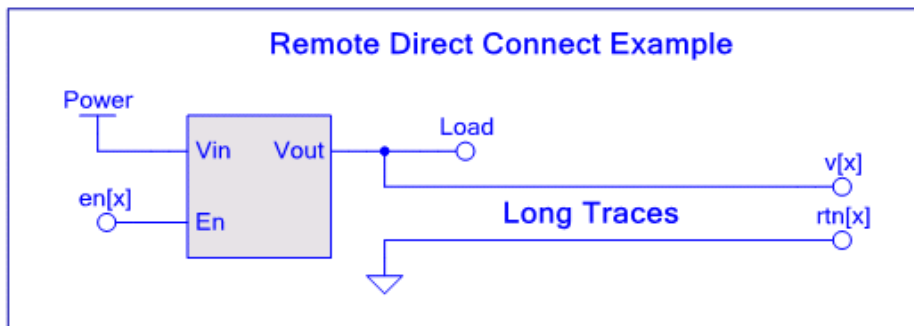 Remote Direct Connect Example
Power
Load
Vin Vout
v[x]
en[x]
En
Long Traces
rtn[x]